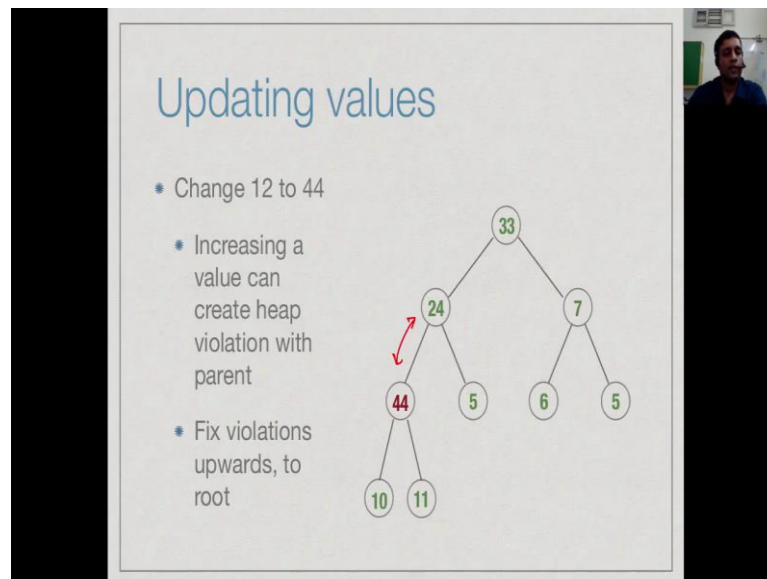 Updating values
Change 12 to 44
Increasing a
value can
create heap
violation with
parent
Fix violations
upwards, to
root
33
24
7
44
5
6
5
10
11